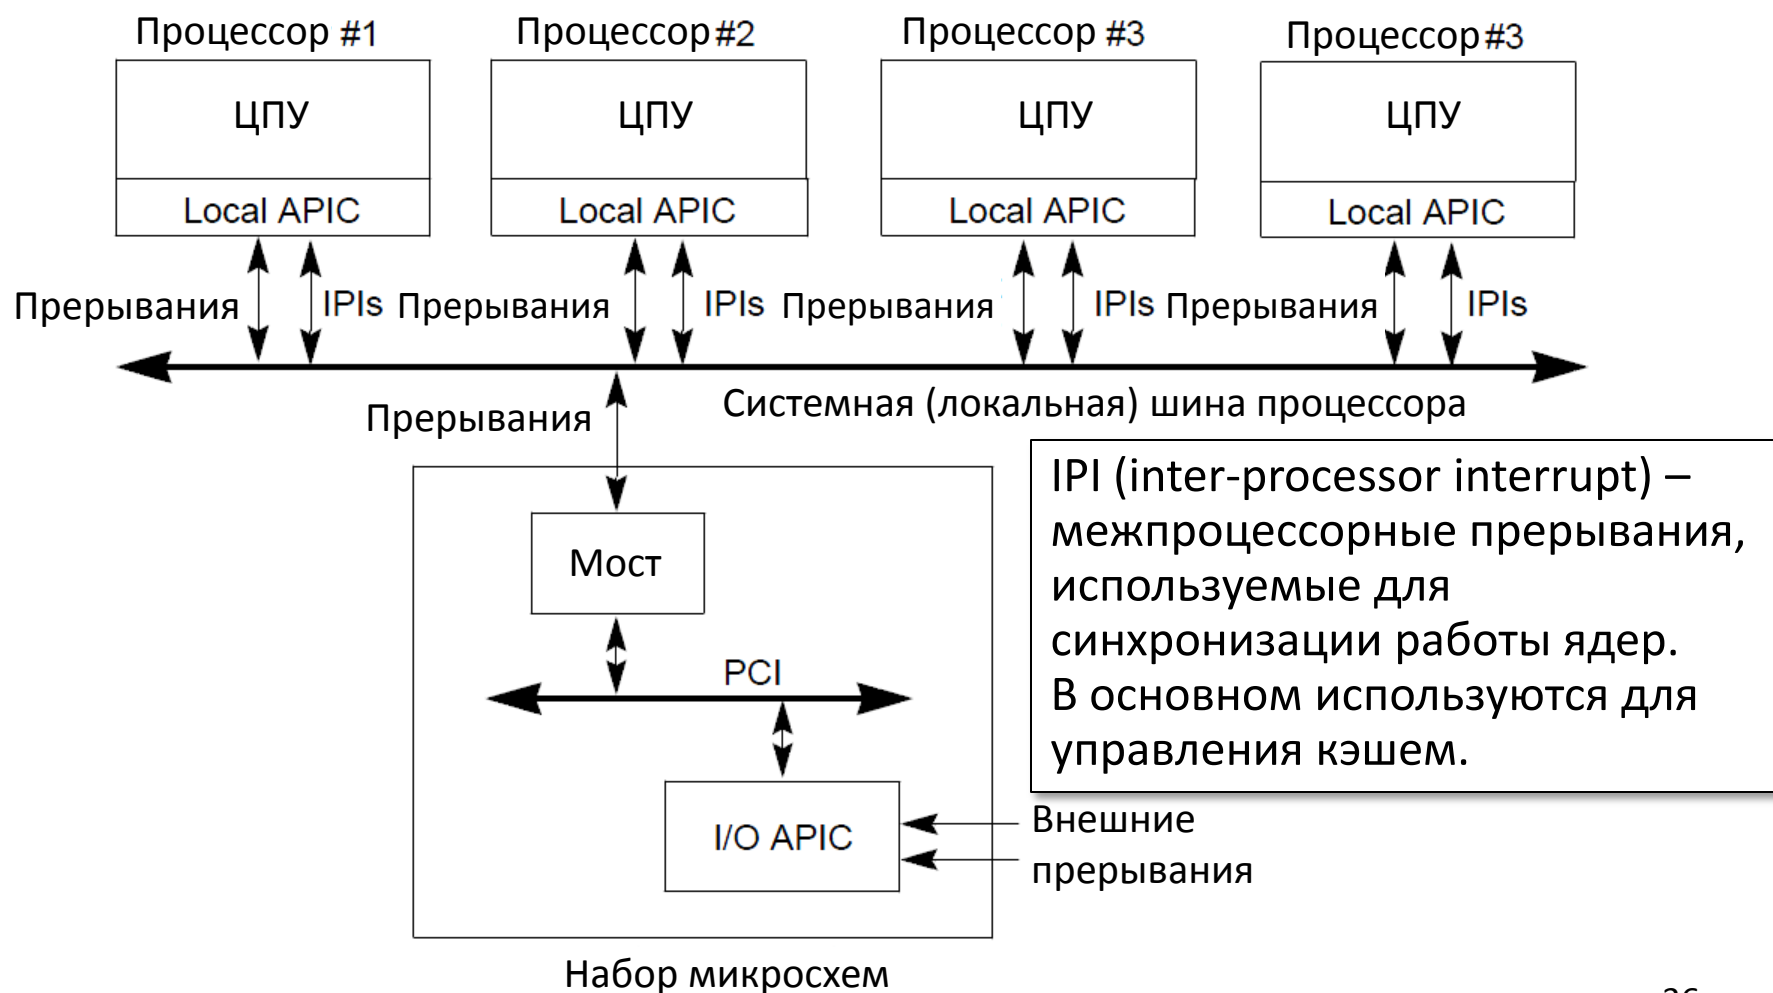 Процессор #1
Процессор #2
Процессор #3
Процессор #3
ЦПУ
ЦПУ
ЦПУ
ЦПУ
Local APIC
Local APIC
Local APIC
Local APIC
Прерывания
IPIs
Прерывания
IPIs
Прерывания
IPIs
Прерывания
IPIs
Прерывания
Системная (локальная) шина процессора
IPI (inter-processor interrupt) –
межпроцессорные прерывания,
используемые для
синхронизации работы ядер.
В основном используются для
управления кэшем.
Мост
PCI
I/O APIC
Внешние
прерывания
Набор микросхем